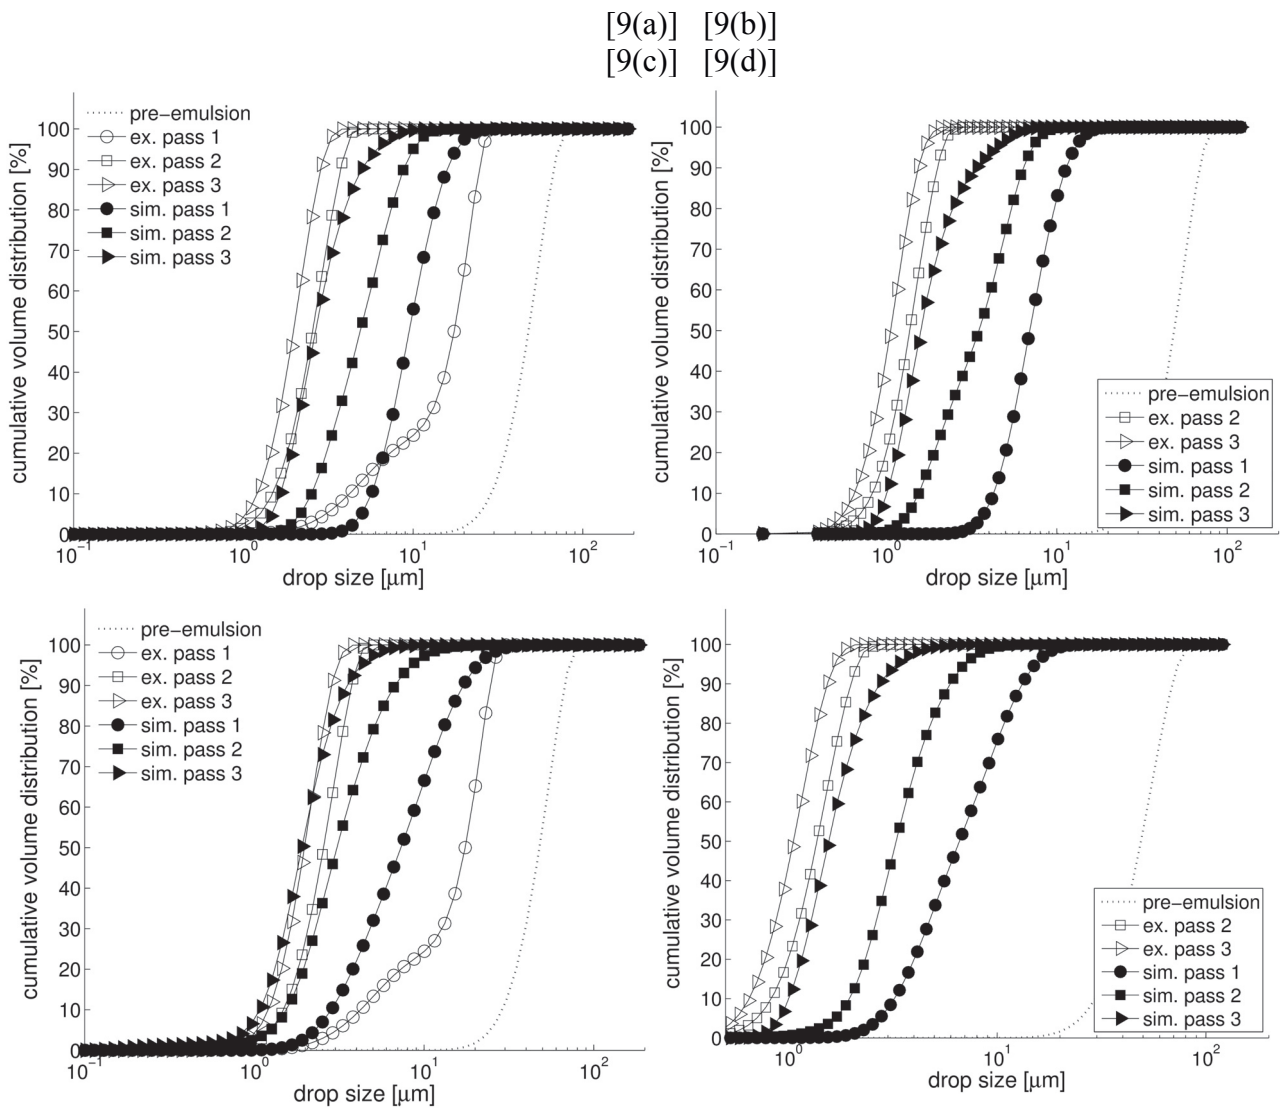 [9(a)] [9(b)]
[9(c)] [9(d)]
cumulative volume distribution [%]
100
90
80
70
60
50
40
30
20
10
0
pre−emulsion
ex. pass 1
ex. pass 2
ex. pass 3
sim. pass 1
sim. pass 2
sim. pass 3
10−1 100 101 102
drop size [μm]
cumulative volume distribution [%]
100
90
80
70
60
50
40
30
20
10
0
pre−emulsion
ex. pass 2
ex. pass 3
sim. pass 1
sim. pass 2
sim. pass 3
10−1 100 101 102
drop size [μm]
cumulative volume distribution [%]
100
90
80
70
60
50
40
30
20
10
0
pre−emulsion
ex. pass 1
ex. pass 2
ex. pass 3
sim. pass 1
sim. pass 2
sim. pass 3
10−1 100 101 102
drop size [μm]
cumulative volume distribution [%]
100
90
80
70
60
50
40
30
20
10
0
pre−emulsion
ex. pass 2
ex. pass 3
sim. pass 1
sim. pass 2
sim. pass 3
100 101 102
drop size [μm]